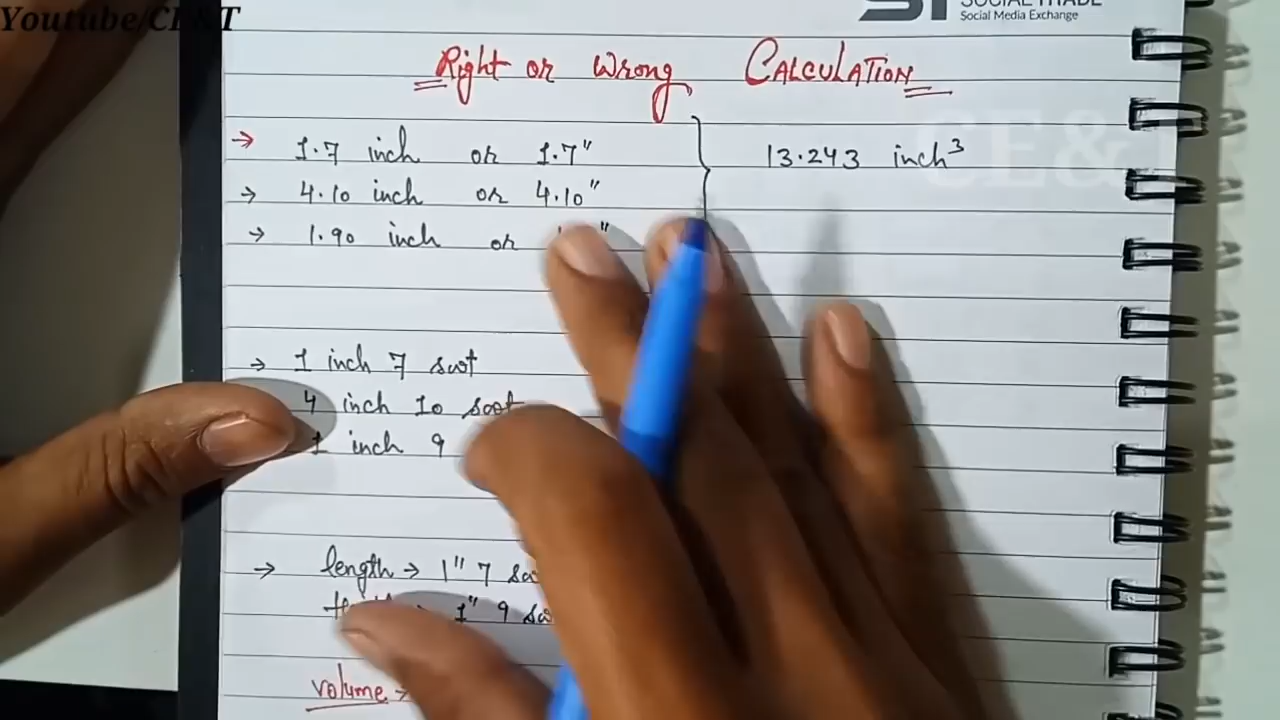 Youtube/CE&T
SOCIAL TRADE
Social Media Exchange
Right or Wrong CALCULATION
→ 1.7 inch or 1.7"
→ 4.10 inch or 4.10"
→ 1.90 inch or "
13.243 inch³
CE&
→ 1 inch 7 soot
4 inch 10 soot
1 inch 9
→ length → 1" 7
1" 9
volume →